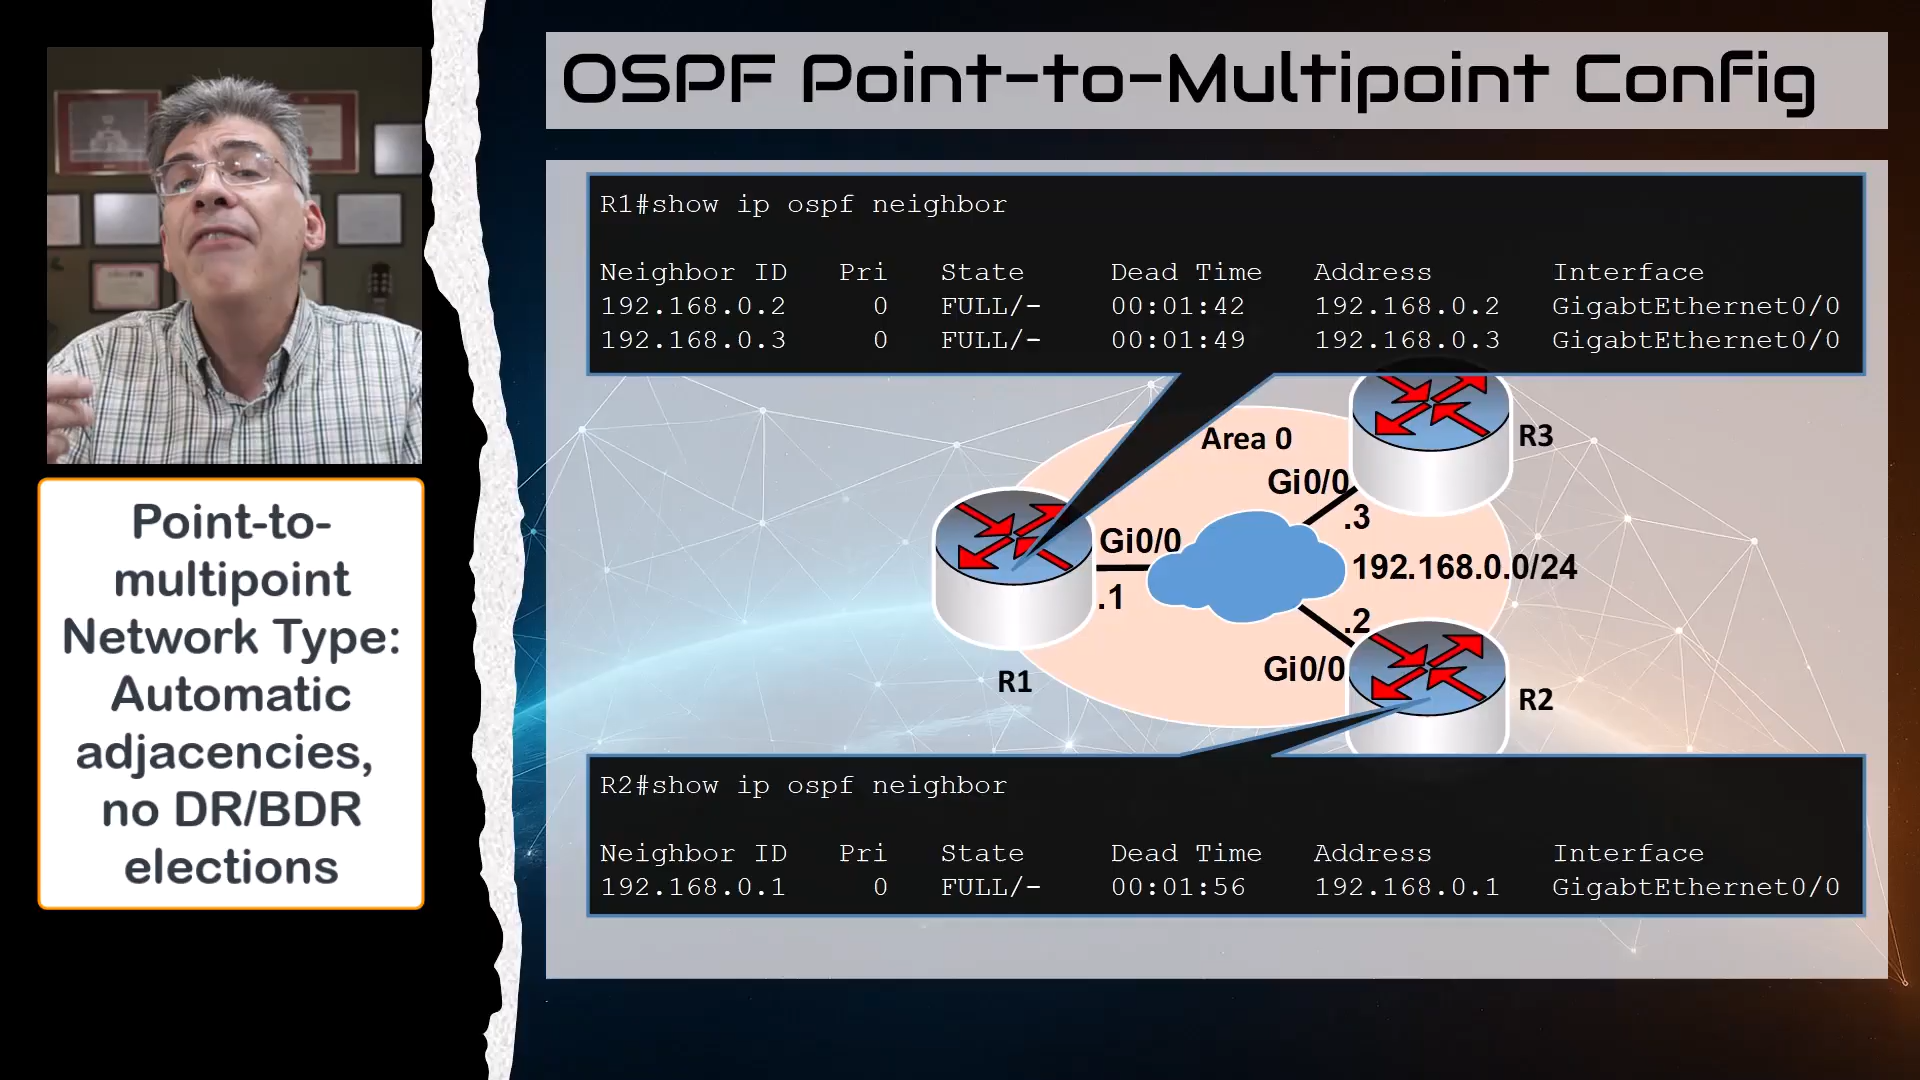 OSPF Point-to-Multipoint Config
R1#show ip ospf neighbor
Neighbor ID Pri State Dead Time Address Interface
192.168.0.2 0 FULL/- 00:01:42 192.168.0.2 GigabtEthernet0/0
192.168.0.3 0 FULL/- 00:01:49 192.168.0.3 GigabtEthernet0/0
Area 0
R3
Gi0/0
.3
Gi0/0
192.168.0.0/24
.1
.2
Gi0/0
R1
R2
R2#show ip ospf neighbor
Neighbor ID Pri State Dead Time Address Interface
192.168.0.1 0 FULL/- 00:01:56 192.168.0.1 GigabtEthernet0/0
Point-to-
multipoint
Network Type:
Automatic
adjacencies,
no DR/BDR
elections